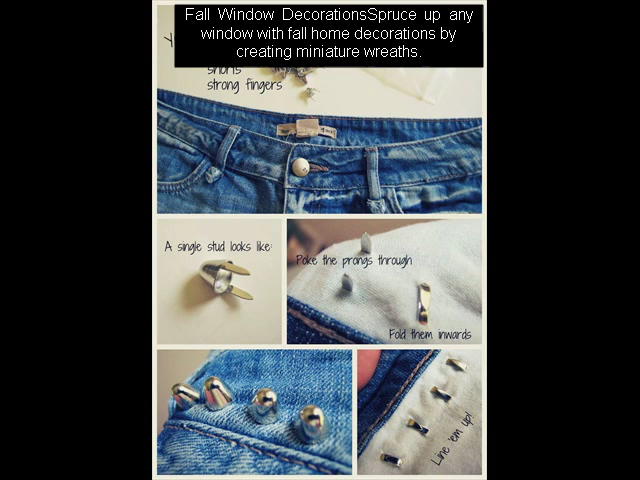 Fall Window DecorationsSpruce up any
window with fall home decorations by
creating miniature wreaths.
shorts
strong fingers
A single stud looks like:
Poke the prongs through
Fold them inwards
Line 'em up!